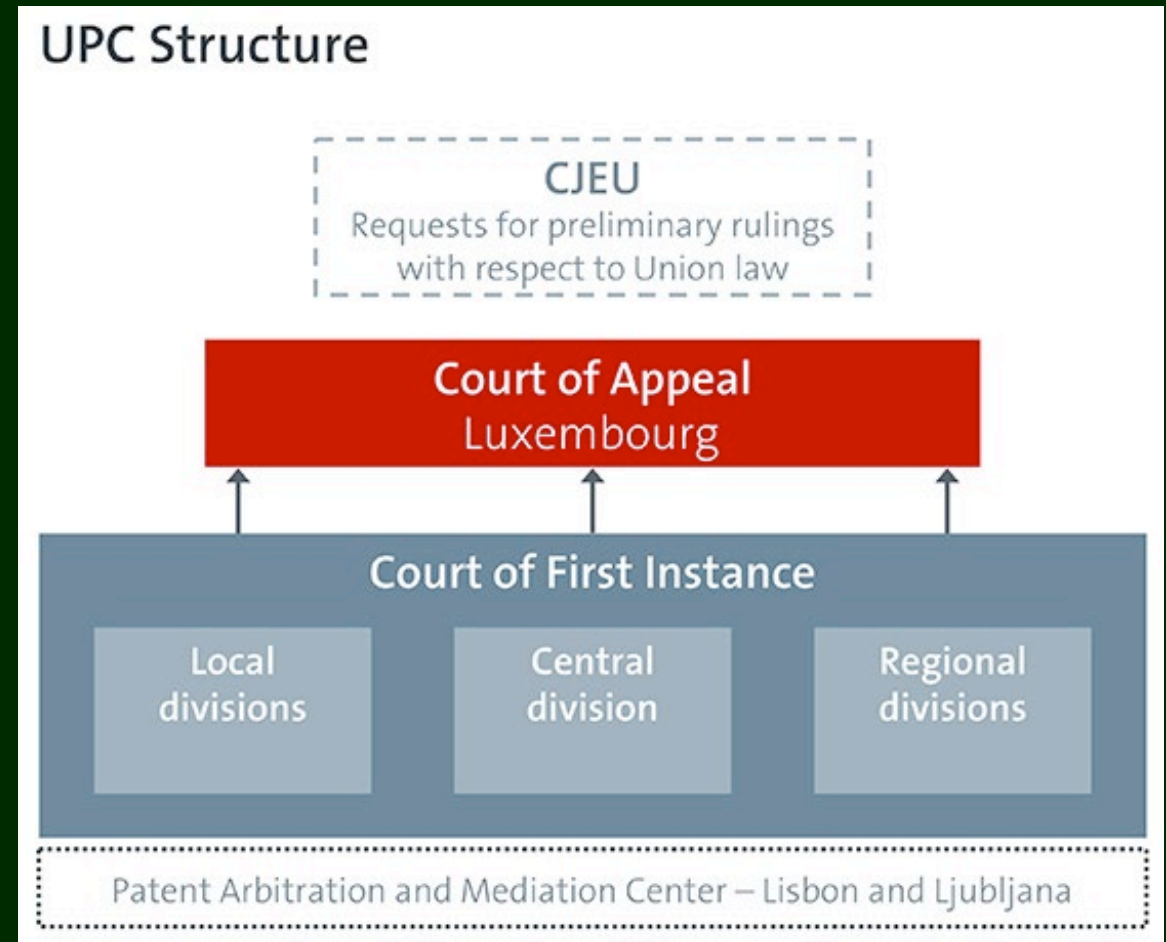 UPC Structure
CJEU
Requests for preliminary rulings
with respect to Union law
Court of Appeal
Luxembourg
Court of First Instance
Local
divisions
Central
division
Regional
divisions
Patent Arbitration and Mediation Center – Lisbon and Ljubljana